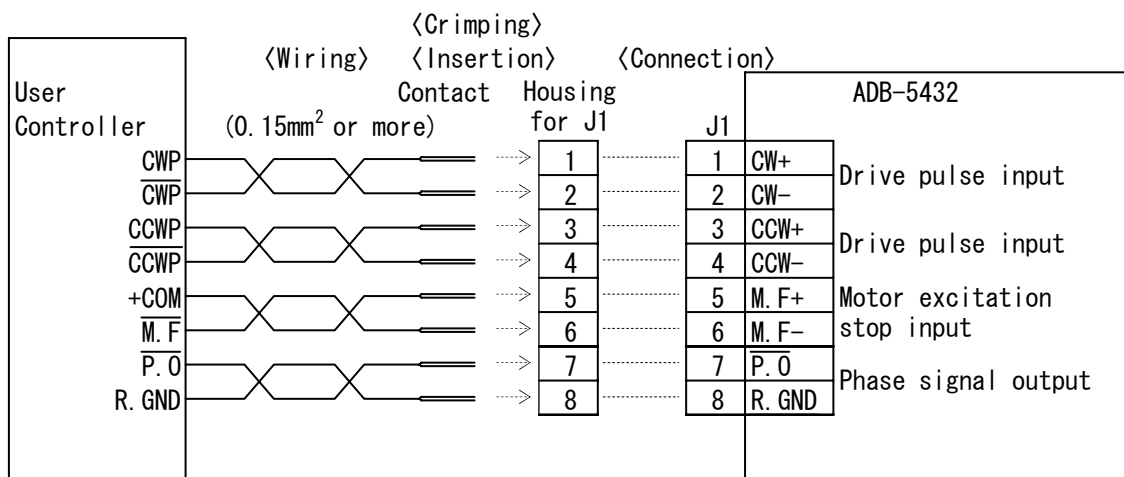 〈Crimping〉
〈Wiring〉 〈Insertion〉 〈Connection〉
User Contact Housing ADB-5432
Controller (0.15mm² or more) for J1 J1
CWP 1 1 CW+ Drive pulse input
C̅W̅P̅ 2 2 CW-
CCWP 3 3 CCW+ Drive pulse input
C̅C̅W̅P̅ 4 4 CCW-
+COM 5 5 M.F+ Motor excitation
M̅.̅F̅ 6 6 M.F- stop input
P̅.̅O̅ 7 7 P̅.̅O̅ Phase signal output
R.GND 8 8 R.GND